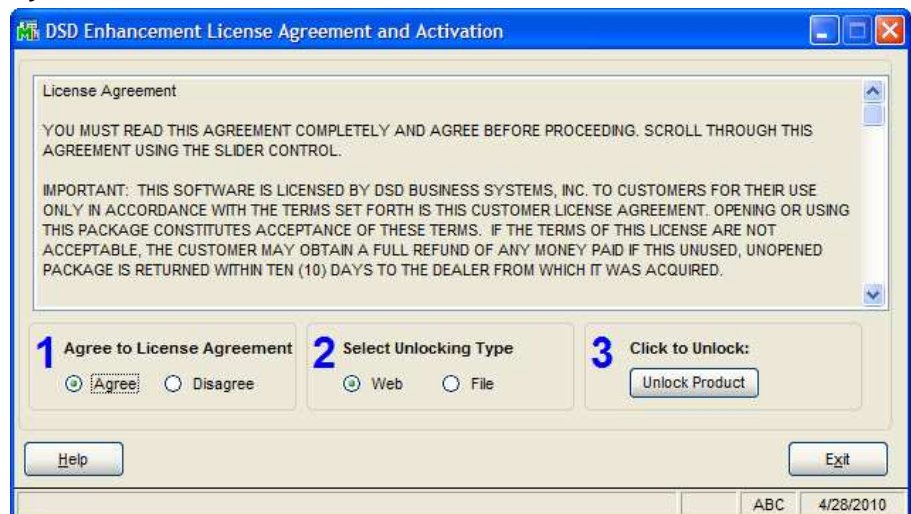 DSD Enhancement License Agreement and Activation
License Agreement
YOU MUST READ THIS AGREEMENT COMPLETELY AND AGREE BEFORE PROCEEDING. SCROLL THROUGH THIS
AGREEMENT USING THE SLIDER CONTROL.
IMPORTANT: THIS SOFTWARE IS LICENSED BY DSD BUSINESS SYSTEMS, INC. TO CUSTOMERS FOR THEIR USE
ONLY IN ACCORDANCE WITH THE TERMS SET FORTH IS THIS CUSTOMER LICENSE AGREEMENT. OPENING OR USING
THIS PACKAGE CONSTITUTES ACCEPTANCE OF THESE TERMS. IF THE TERMS OF THIS LICENSE ARE NOT
ACCEPTABLE, THE CUSTOMER MAY OBTAIN A FULL REFUND OF ANY MONEY PAID IF THIS UNUSED, UNOPENED
PACKAGE IS RETURNED WITHIN TEN (10) DAYS TO THE DEALER FROM WHICH IT WAS ACQUIRED.
1 Agree to License Agreement
Agree Disagree
2 Select Unlocking Type
Web File
3 Click to Unlock:
Unlock Product
Help Exit
ABC 4/28/2010